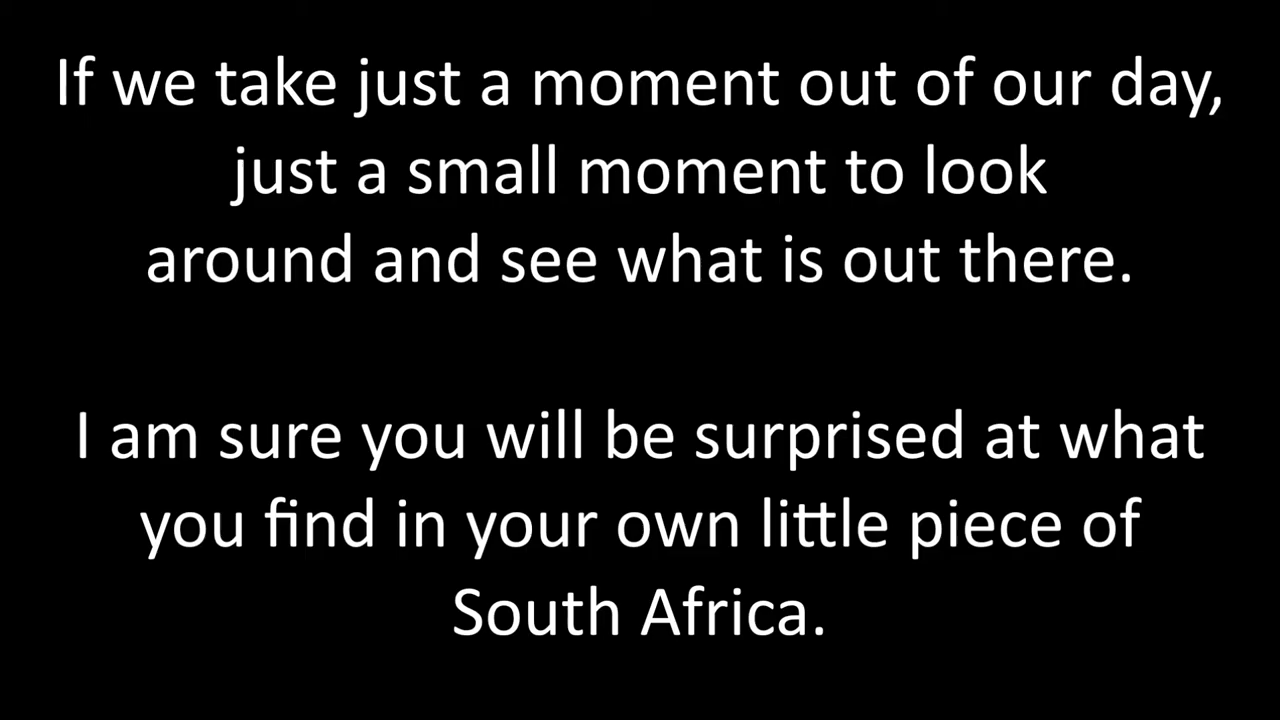 If we take just a moment out of our day,
just a small moment to look
around and see what is out there.
I am sure you will be surprised at what
you find in your own little piece of
South Africa.